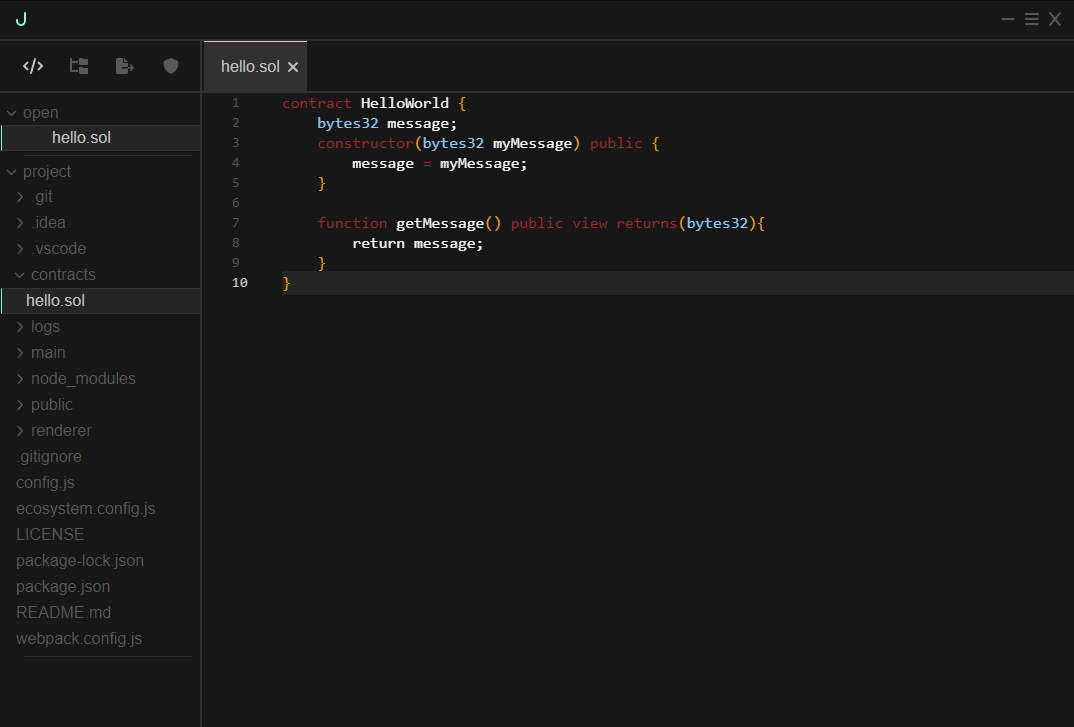 J
hello.sol
open
hello.sol
project
.git
.idea
.vscode
contracts
hello.sol
logs
main
node_modules
public
renderer
.gitignore
config.js
ecosystem.config.js
LICENSE
package-lock.json
package.json
README.md
webpack.config.js
1 contract HelloWorld {
2 bytes32 message;
3 constructor(bytes32 myMessage) public {
4 message = myMessage;
5 }
6
7 function getMessage() public view returns(bytes32){
8 return message;
9 }
10 }